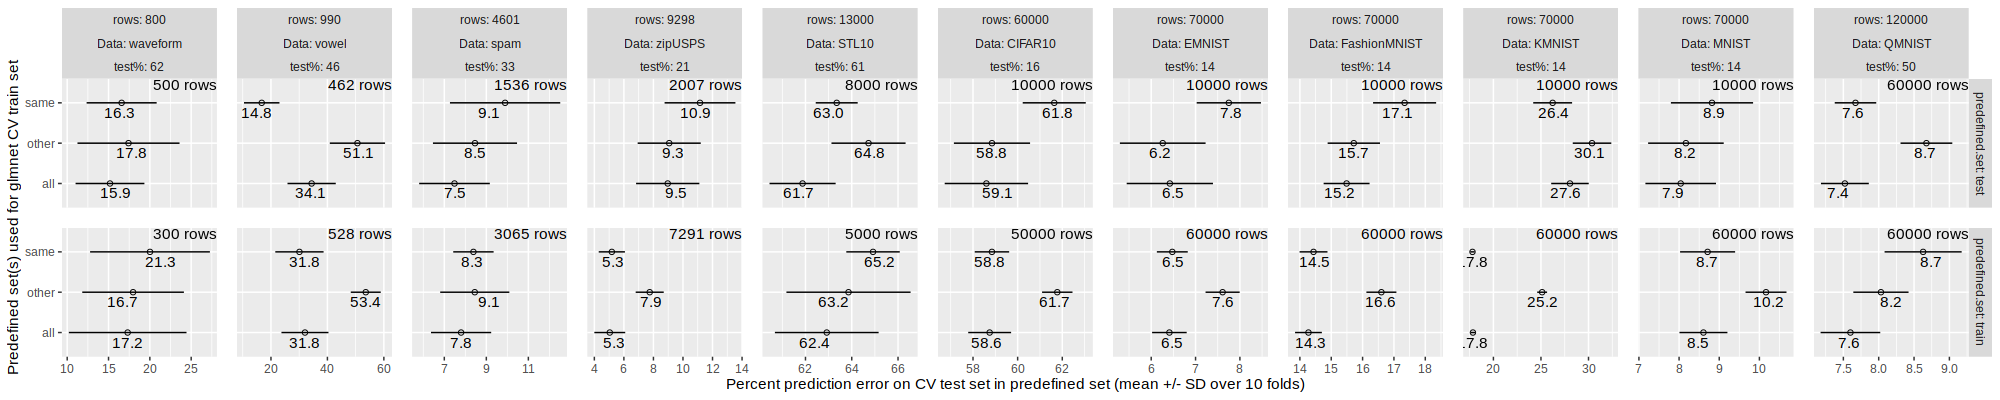 rows: 800 rows: 990 rows: 4601 rows: 9298 rows: 13000 rows: 60000 rows: 70000 rows: 70000 rows: 70000 rows: 70000 rows: 120000
Data: waveform Data: vowel Data: spam Data: zipUSPS Data: STL10 Data: CIFAR10 Data: EMNIST Data: FashionMNIST Data: KMNIST Data: MNIST Data: QMNIST
test%: 62 test%: 46 test%: 33 test%: 21 test%: 61 test%: 16 test%: 14 test%: 14 test%: 14 test%: 14 test%: 50
500 rows 462 rows 1536 rows 2007 rows 8000 rows 10000 rows 10000 rows 10000 rows 10000 rows 10000 rows 60000 rows
same
16.3 14.8 9.1 10.9 63.0 61.8 7.8 17.1 26.4 8.9 7.6
other
17.8 51.1 8.5 9.3 64.8 58.8 6.2 15.7 30.1 8.2 8.7
all
15.9 34.1 7.5 9.5 61.7 59.1 6.5 15.2 27.6 7.9 7.4
predefined.set: test
300 rows 528 rows 3065 rows 7291 rows 5000 rows 50000 rows 60000 rows 60000 rows 60000 rows 60000 rows 60000 rows
same
21.3 31.8 8.3 5.3 65.2 58.8 6.5 14.5 17.8 8.7 8.7
other
16.7 53.4 9.1 7.9 63.2 61.7 7.6 16.6 25.2 10.2 8.2
all
17.2 31.8 7.8 5.3 62.4 58.6 6.5 14.3 17.8 8.5 7.6
predefined.set: train
10 15 20 25 20 40 60 7 9 11 4 6 8 10 12 14 62 64 66 58 60 62 6 7 8 14 15 16 17 18 20 25 30 7 8 9 10 7.5 8.0 8.5 9.0
Percent prediction error on CV test set in predefined set (mean +/- SD over 10 folds)
Predefined set(s) used for glmnet CV train set